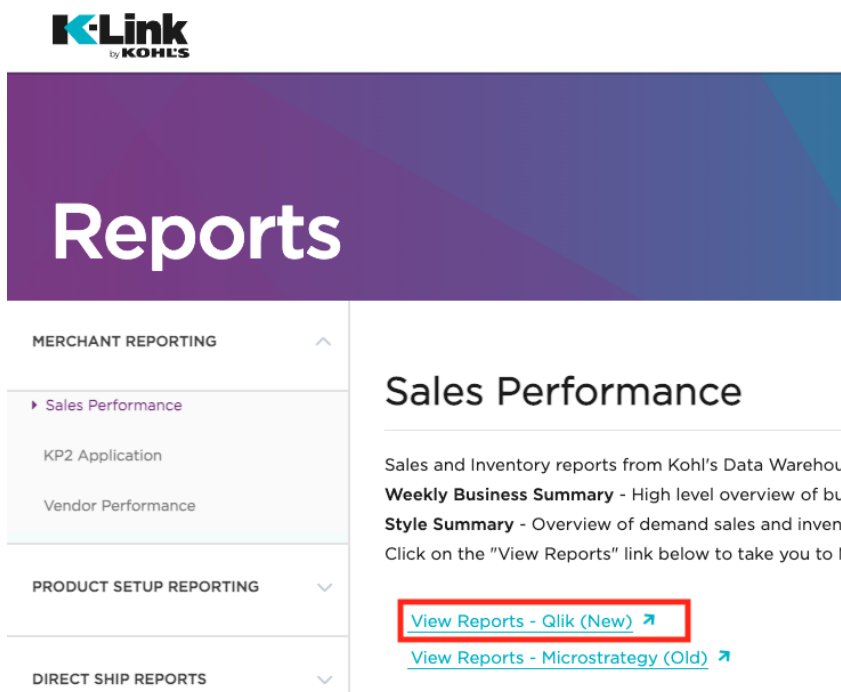 K-Link
by KOHL'S
Reports
MERCHANT REPORTING
Sales Performance
KP2 Application
Vendor Performance
PRODUCT SETUP REPORTING
DIRECT SHIP REPORTS
Sales Performance
Sales and Inventory reports from Kohl's Data
Weekly Business Summary - High level overview of
Style Summary - Overview of demand sales and
Click on the "View Reports" link below to take you to
View Reports - Qlik (New)
View Reports - Microstrategy (Old)